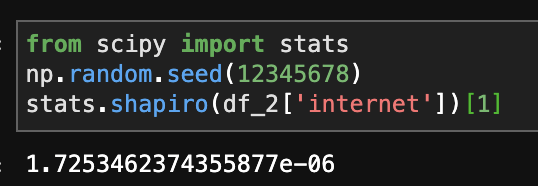 from scipy import stats
np.random.seed(12345678)
stats.shapiro(df_2['internet'])[1]
1.7253462374355877e-06